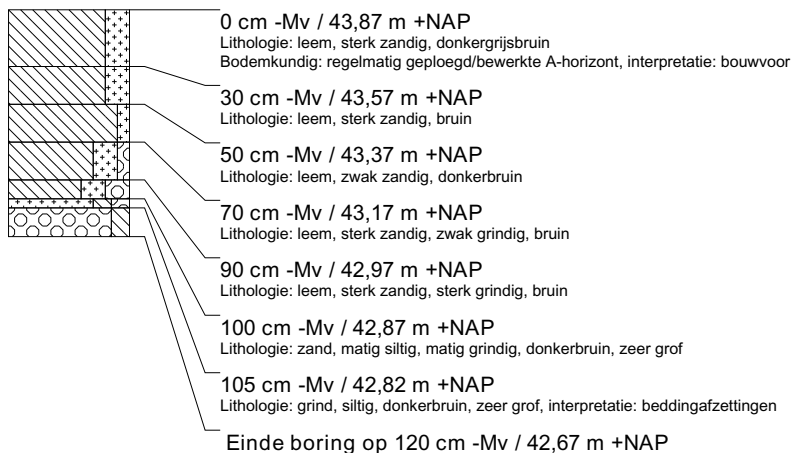 0 cm -Mv / 43,87 m +NAP
Lithologie: leem, sterk zandig, donkergrijsbruin
Bodemkundig: regelmatig geploegd/bewerkte A-horizont, interpretatie: bouwvoor
30 cm -Mv / 43,57 m +NAP
Lithologie: leem, sterk zandig, bruin
50 cm -Mv / 43,37 m +NAP
Lithologie: leem, zwak zandig, donkerbruin
70 cm -Mv / 43,17 m +NAP
Lithologie: leem, sterk zandig, zwak grindig, bruin
90 cm -Mv / 42,97 m +NAP
Lithologie: leem, sterk zandig, sterk grindig, bruin
100 cm -Mv / 42,87 m +NAP
Lithologie: zand, matig siltig, matig grindig, donkerbruin, zeer grof
105 cm -Mv / 42,82 m +NAP
Lithologie: grind, siltig, donkerbruin, zeer grof, interpretatie: beddingafzettingen
Einde boring op 120 cm -Mv / 42,67 m +NAP